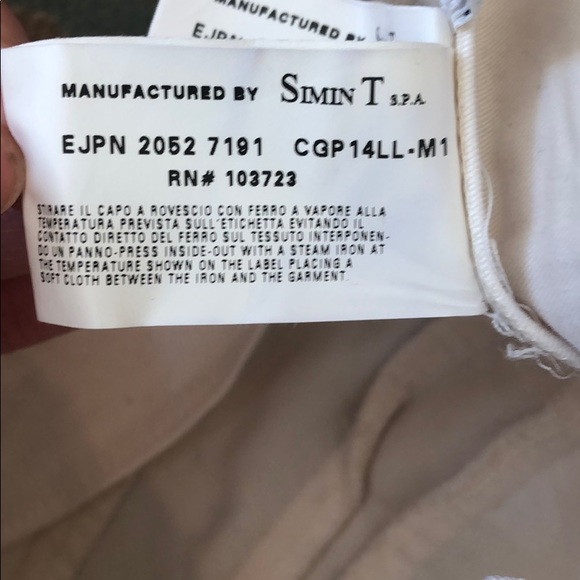 MANUFACTURED BY
EJPN
MANUFACTURED BY SIMIN T S.P.A.
EJPN 2052 7191 CGP14LL-M1
RN# 103723
STIRARE IL CAPO A ROVESCIO CON FERRO A VAPORE ALLA
TEMPERATURA PREVISTA SULL'ETICHETTA EVITANDO IL
CONTATTO DIRETTO DEL FERRO SUL TESSUTO INTERPONEN-
DO UN PANNO-PRESS INSIDE-OUT WITH A STEAM IRON AT
THE TEMPERATURE SHOWN ON THE LABEL PLACING A
SOFT CLOTH BETWEEN THE IRON AND THE GARMENT.